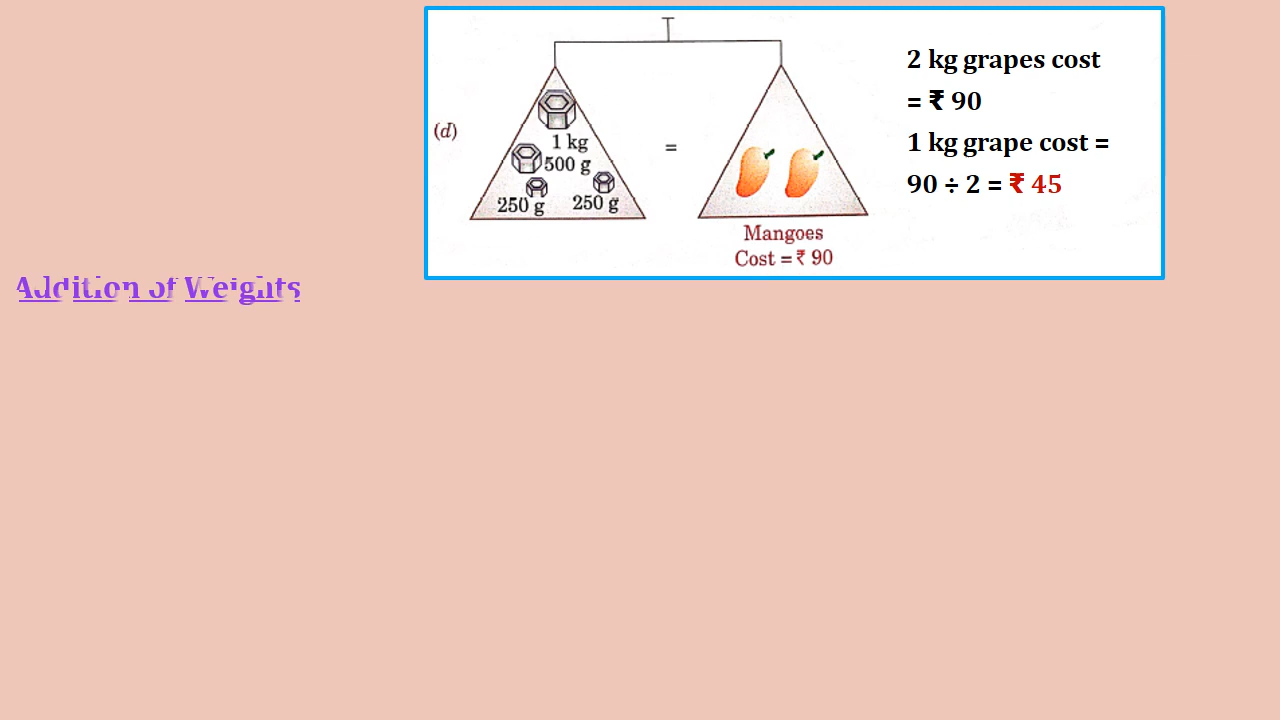 (d)
1 kg
500 g
250 g 250 g
=
Mangoes
Cost = ₹ 90
2 kg grapes cost
= ₹ 90
1 kg grape cost =
90 ÷ 2 = ₹ 45
Addition of Weights